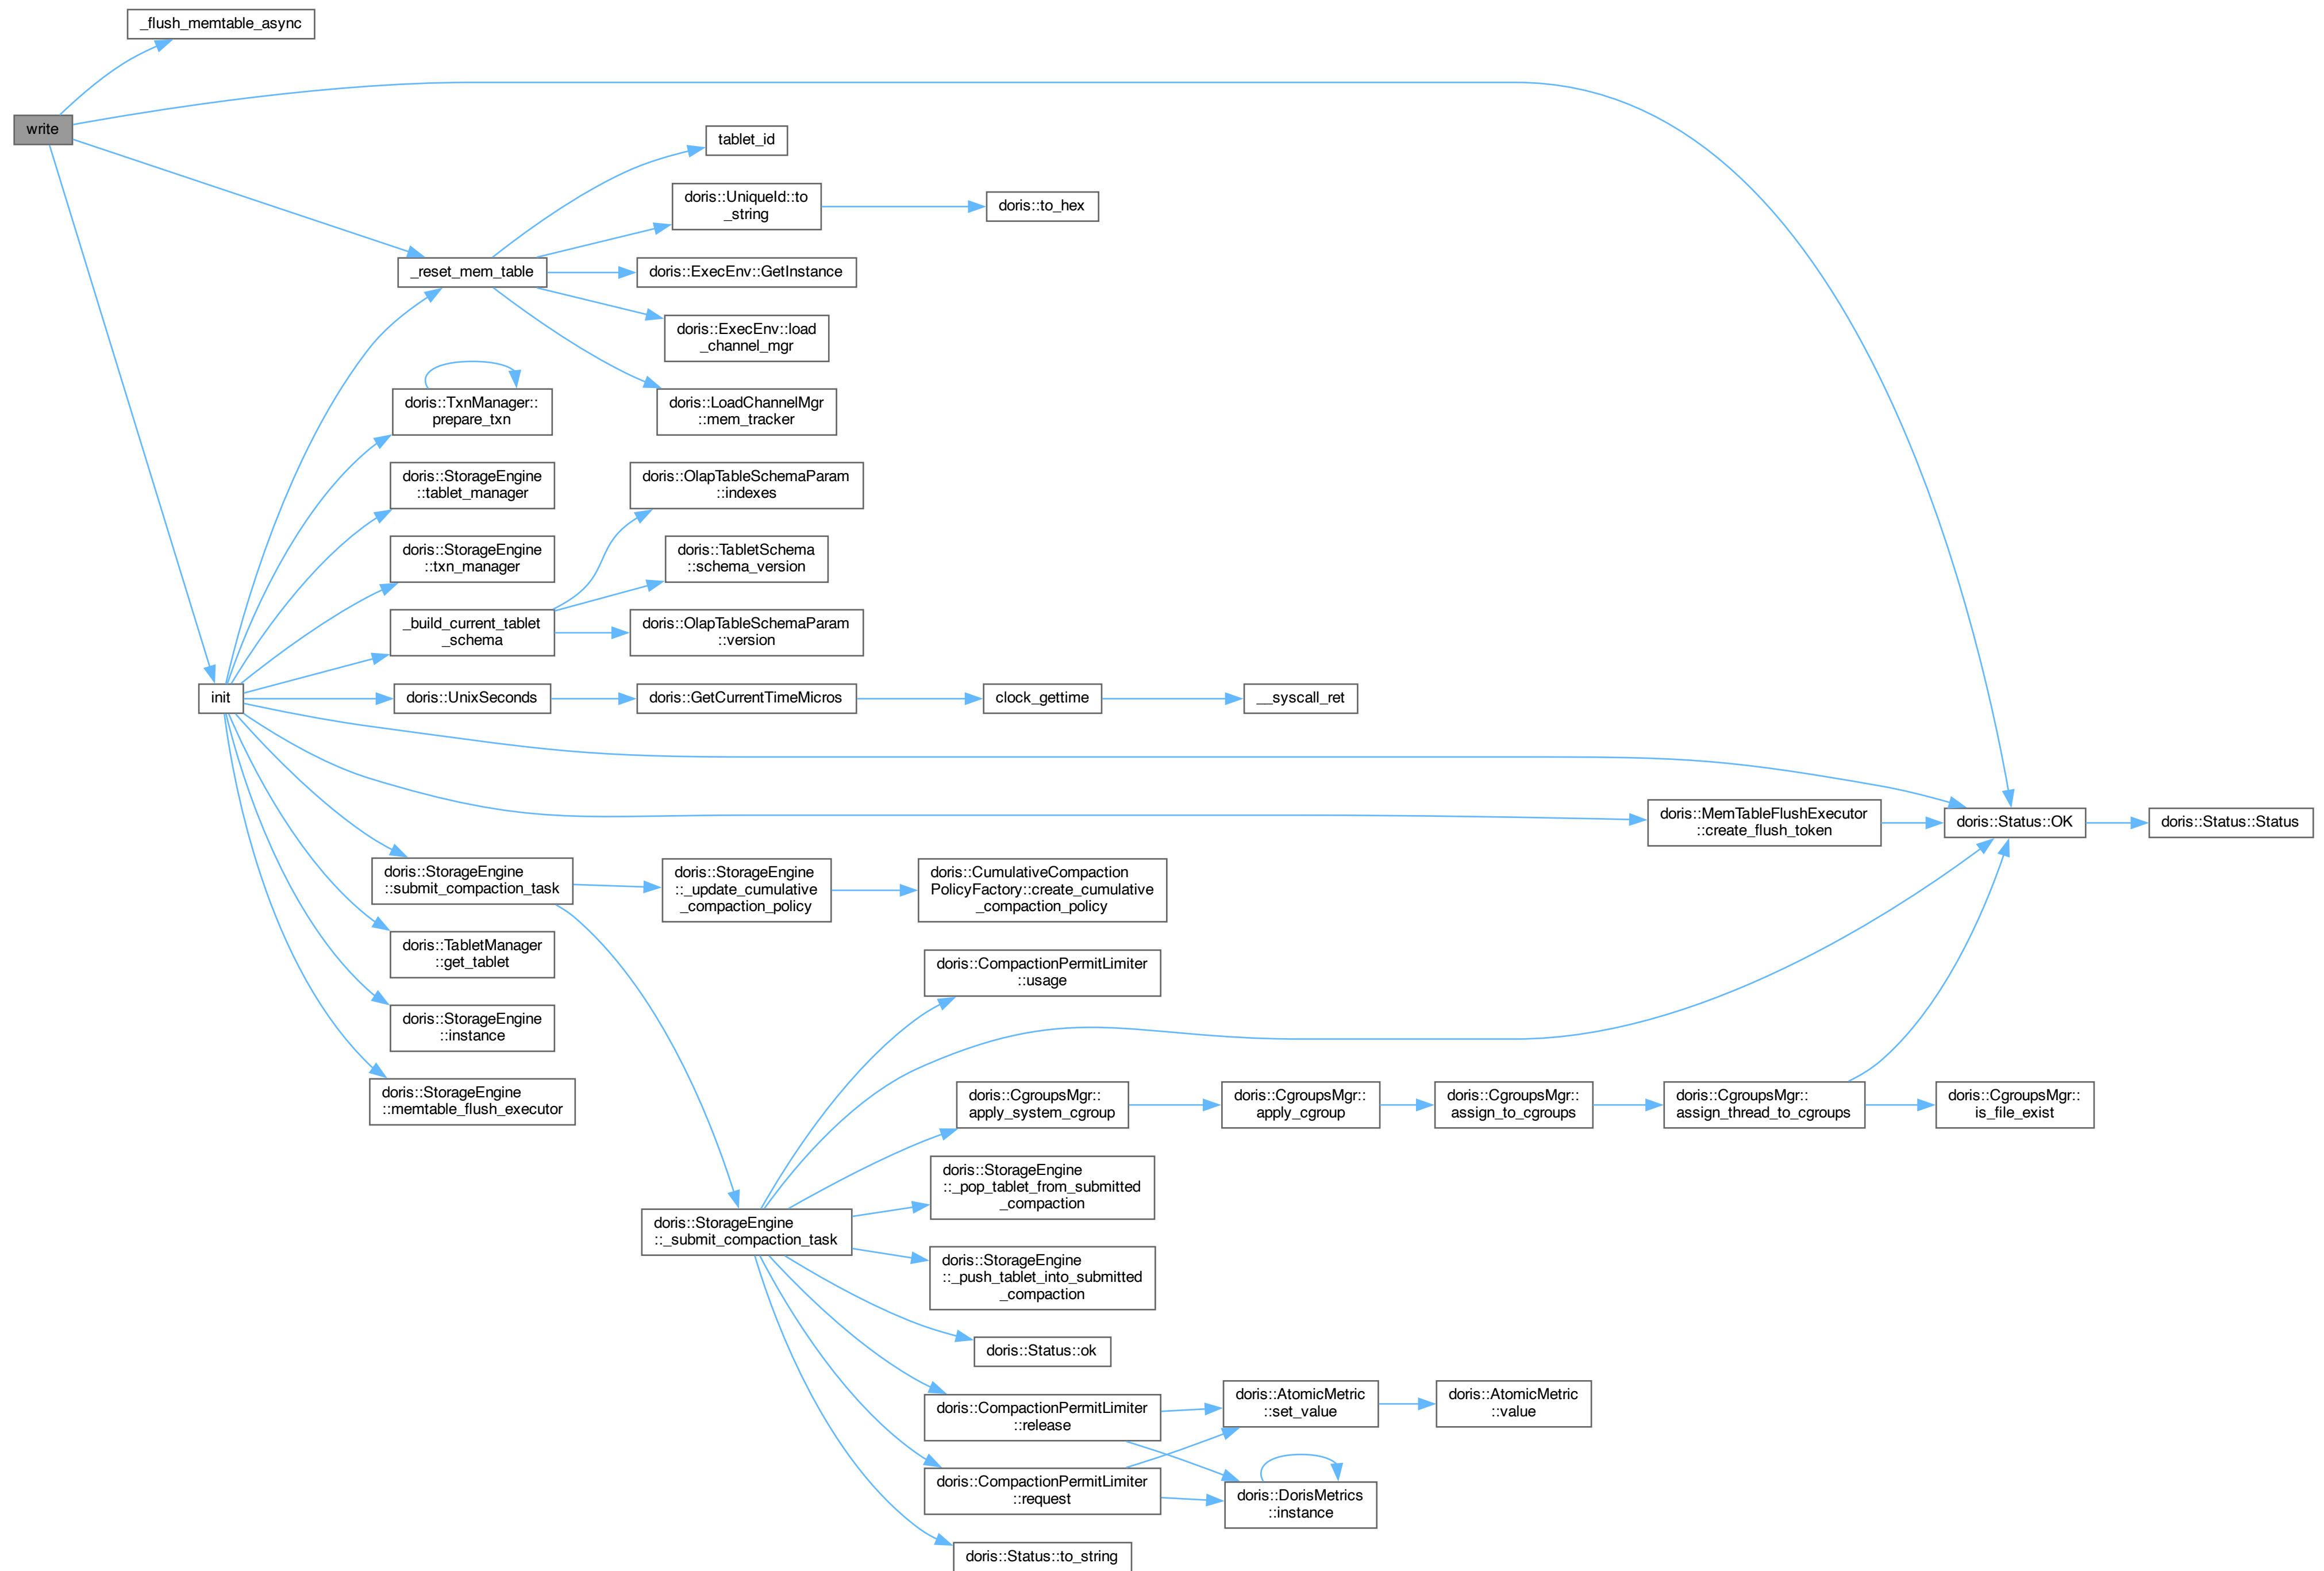 _flush_memtable_async
write
tablet_id
doris::UniqueId::to
_string
doris::to_hex
_reset_mem_table
doris::ExecEnv::GetInstance
doris::ExecEnv::load
_channel_mgr
doris::TxnManager::
prepare_txn
doris::LoadChannelMgr
::mem_tracker
doris::StorageEngine
::tablet_manager
doris::OlapTableSchemaParam
::indexes
doris::StorageEngine
::txn_manager
doris::TabletSchema
::schema_version
_build_current_tablet
_schema
doris::OlapTableSchemaParam
::version
init
doris::UnixSeconds
doris::GetCurrentTimeMicros
clock_gettime
__syscall_ret
doris::MemTableFlushExecutor
::create_flush_token
doris::Status::OK
doris::Status::Status
doris::StorageEngine
::submit_compaction_task
doris::StorageEngine
::_update_cumulative
_compaction_policy
doris::CumulativeCompaction
PolicyFactory::create_cumulative
_compaction_policy
doris::TabletManager
::get_tablet
doris::CompactionPermitLimiter
::usage
doris::StorageEngine
::instance
doris::StorageEngine
::memtable_flush_executor
doris::CgroupsMgr::
apply_system_cgroup
doris::CgroupsMgr::
apply_cgroup
doris::CgroupsMgr::
assign_to_cgroups
doris::CgroupsMgr::
assign_thread_to_cgroups
doris::CgroupsMgr::
is_file_exist
doris::StorageEngine
::_pop_tablet_from_submitted
_compaction
doris::StorageEngine
::_submit_compaction_task
doris::StorageEngine
::_push_tablet_into_submitted
_compaction
doris::Status::ok
doris::CompactionPermitLimiter
::release
doris::AtomicMetric
::set_value
doris::AtomicMetric
::value
doris::CompactionPermitLimiter
::request
doris::DorisMetrics
::instance
doris::Status::to_string